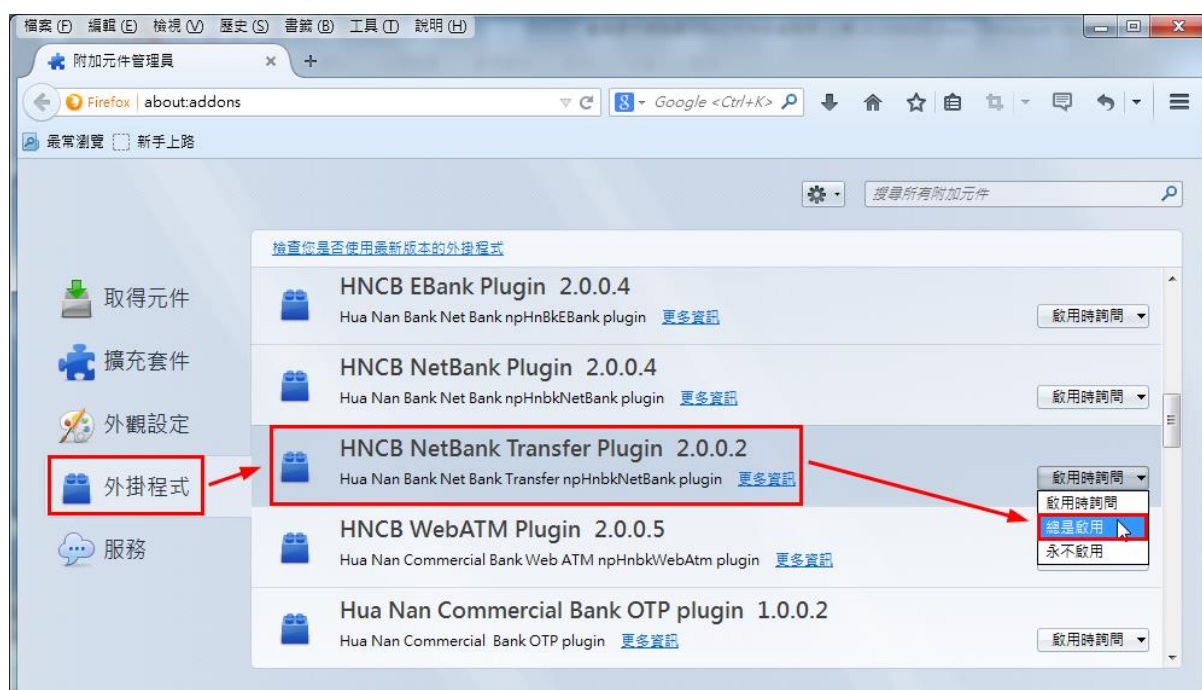 檔案(F) 編輯(E) 檢視(V) 歷史(S) 書籤(B) 工具(T) 說明(H)
附加元件管理員
Firefox about:addons Google <Ctrl+K>
最常瀏覽 新手上路
搜尋所有附加元件
檢查您是否使用最新版本的外掛程式
取得元件
擴充套件
外觀設定
外掛程式
服務
HNCB EBank Plugin 2.0.0.4
Hua Nan Bank Net Bank npHnBkEBank plugin 更多資訊
啟用時詢問
HNCB NetBank Plugin 2.0.0.4
Hua Nan Bank Net Bank npHnbkNetBank plugin 更多資訊
啟用時詢問
HNCB NetBank Transfer Plugin 2.0.0.2
Hua Nan Bank Net Bank Transfer npHnbkNetBank plugin 更多資訊
啟用時詢問
啟用時詢問
總是啟用
永不啟用
HNCB WebATM Plugin 2.0.0.5
Hua Nan Commercial Bank Web ATM npHnbkWebAtm plugin 更多資訊
Hua Nan Commercial Bank OTP plugin 1.0.0.2
Hua Nan Commercial Bank OTP plugin 更多資訊
啟用時詢問